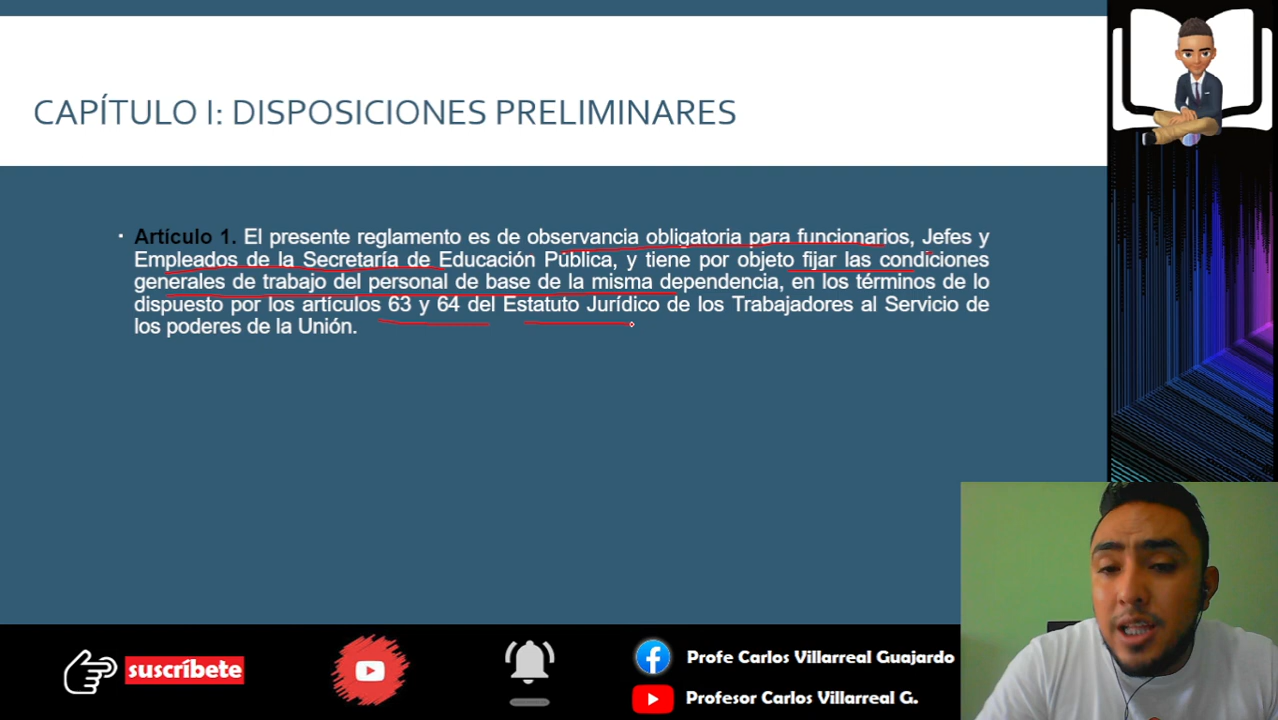 CAPÍTULO I: DISPOSICIONES PRELIMINARES
• Artículo 1. El presente reglamento es de observancia obligatoria para funcionarios, Jefes y
Empleados de la Secretaría de Educación Pública, y tiene por objeto fijar las condiciones
generales de trabajo del personal de base de la misma dependencia, en los términos de lo
dispuesto por los artículos 63 y 64 del Estatuto Jurídico de los Trabajadores al Servicio de
los poderes de la Unión.
suscríbete
Profe Carlos Villarreal Guajardo
Profesor Carlos Villarreal G.